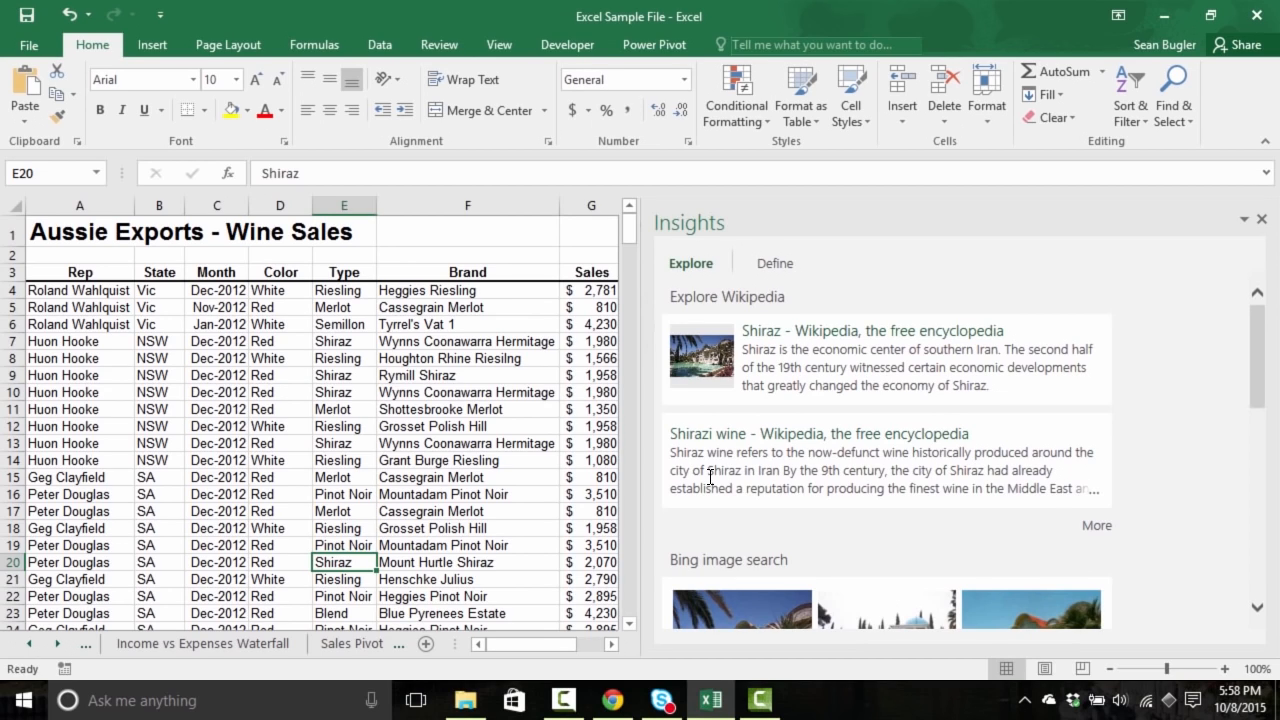 Excel Sample File - Excel
File Home Insert Page Layout Formulas Data Review View Developer Power Pivot Tell me what you want to do... Sean Bugler Share
Paste Arial 10 Wrap Text General AutoSum
B I U Merge & Center $ % , Conditional Formatting Format as Table Cell Styles Insert Delete Format Fill Clear Sort & Filter Find & Select
Clipboard Font Alignment Number Styles Cells Editing
E20 fx Shiraz
A B C D E F G
1 Aussie Exports - Wine Sales
2
3 Rep State Month Color Type Brand Sales
4 Roland Wahlquist Vic Dec-2012 White Riesling Heggies Riesling $ 2,781
5 Roland Wahlquist Vic Nov-2012 Red Merlot Cassegrain Merlot $ 810
6 Roland Wahlquist Vic Jan-2012 White Semillon Tyrrel's Vat 1 $ 4,230
7 Huon Hooke NSW Dec-2012 Red Shiraz Wynns Coonawarra Hermitage $ 1,980
8 Huon Hooke NSW Dec-2012 White Riesling Houghton Rhine Riesilng $ 1,566
9 Huon Hooke NSW Dec-2012 Red Shiraz Rymill Shiraz $ 1,958
10 Huon Hooke NSW Dec-2012 Red Shiraz Wynns Coonawarra Hermitage $ 1,980
11 Huon Hooke NSW Dec-2012 Red Merlot Shottesbrooke Merlot $ 1,350
12 Huon Hooke NSW Dec-2012 White Riesling Grosset Polish Hill $ 1,958
13 Huon Hooke NSW Dec-2012 Red Shiraz Wynns Coonawarra Hermitage $ 1,980
14 Huon Hooke NSW Dec-2012 White Riesling Grant Burge Riesling $ 1,080
15 Geg Clayfield SA Dec-2012 Red Merlot Cassegrain Merlot $ 810
16 Peter Douglas SA Dec-2012 Red Pinot Noir Mountadam Pinot Noir $ 3,510
17 Peter Douglas SA Dec-2012 Red Merlot Cassegrain Merlot $ 810
18 Geg Clayfield SA Dec-2012 White Riesling Grosset Polish Hill $ 1,958
19 Peter Douglas SA Dec-2012 Red Pinot Noir Mountadam Pinot Noir $ 3,510
20 Peter Douglas SA Dec-2012 Red Shiraz Mount Hurtle Shiraz $ 2,070
21 Geg Clayfield SA Dec-2012 White Riesling Henschke Julius $ 2,790
22 Peter Douglas SA Dec-2012 Red Pinot Noir Heggies Pinot Noir $ 2,895
23 Peter Douglas SA Dec-2012 Red Blend Blue Pyrenees Estate $ 4,230
... Income vs Expenses Waterfall Sales Pivot ...
Insights
Explore Define
Explore Wikipedia
Shiraz - Wikipedia, the free encyclopedia
Shiraz is the economic center of southern Iran. The second half
of the 19th century witnessed certain economic developments
that greatly changed the economy of Shiraz.
Shirazi wine - Wikipedia, the free encyclopedia
Shiraz wine refers to the now-defunct wine historically produced around the
city of Shiraz in Iran By the 9th century, the city of Shiraz had already
established a reputation for producing the finest wine in the Middle East an...
More
Bing image search
Ready 100%
Ask me anything 5:58 PM
10/8/2015